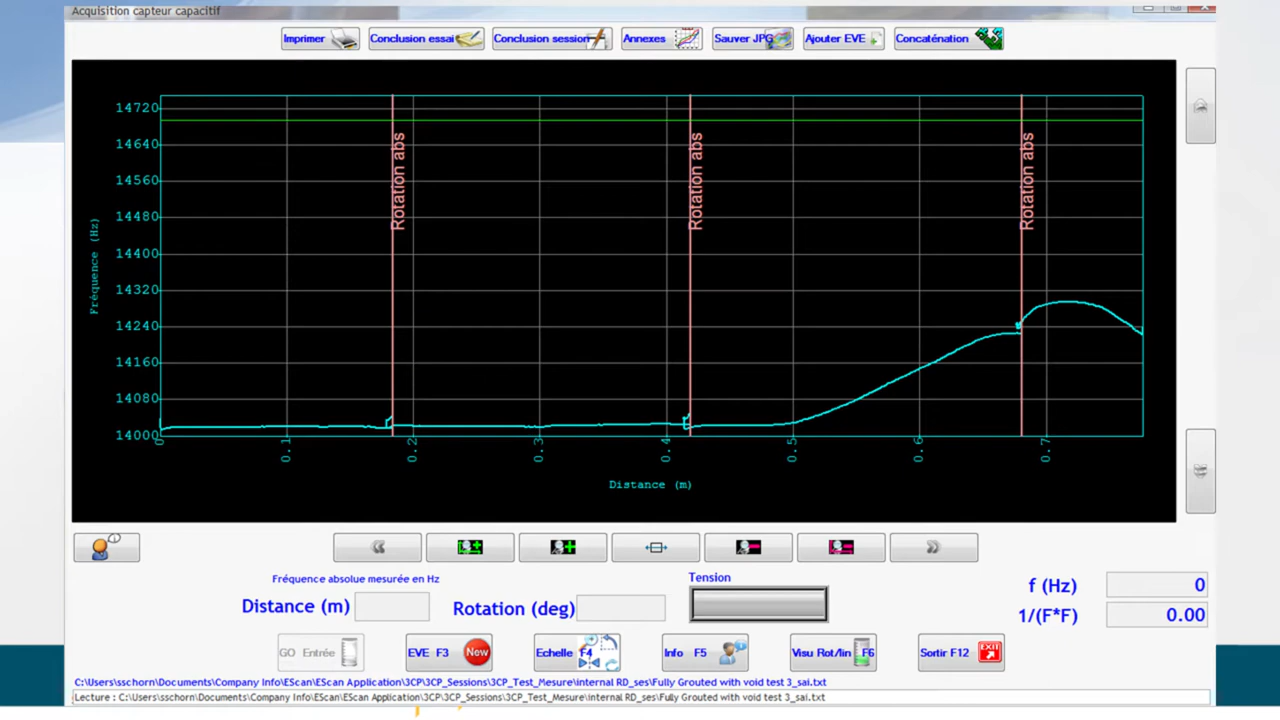 Acquisition capteur capacitif
Imprimer Conclusion essai Conclusion session Annexes Sauver JPG Ajouter EVE Concaténation
14720
14640
14560
14480
14400
14320
14240
14160
14080
14000
Fréquence (Hz)
Rotation abs
Rotation abs
Rotation abs
0 0.1 0.2 0.3 0.4 0.5 0.6 0.7
Distance (m)
Fréquence absolue mesurée en Hz
Tension
Distance (m) Rotation (deg)
f (Hz) 0
1/(F*F) 0.00
GO Entrée EVE F3 New Echelle F4 Info F5 Visu Rot/lin F6 Sortir F12 EXIT
C:\Users\sschorn\Documents\Company Info\EScan\EScan Application\3CP\3CP_Sessions\3CP_Test_Mesure\internal RD_ses\Fully Grouted with void test 3_sai.txt
Lecture : C:\Users\sschorn\Documents\Company Info\EScan\EScan Application\3CP\3CP_Sessions\3CP_Test_Mesure\internal RD_ses\Fully Grouted with void test 3_sai.txt